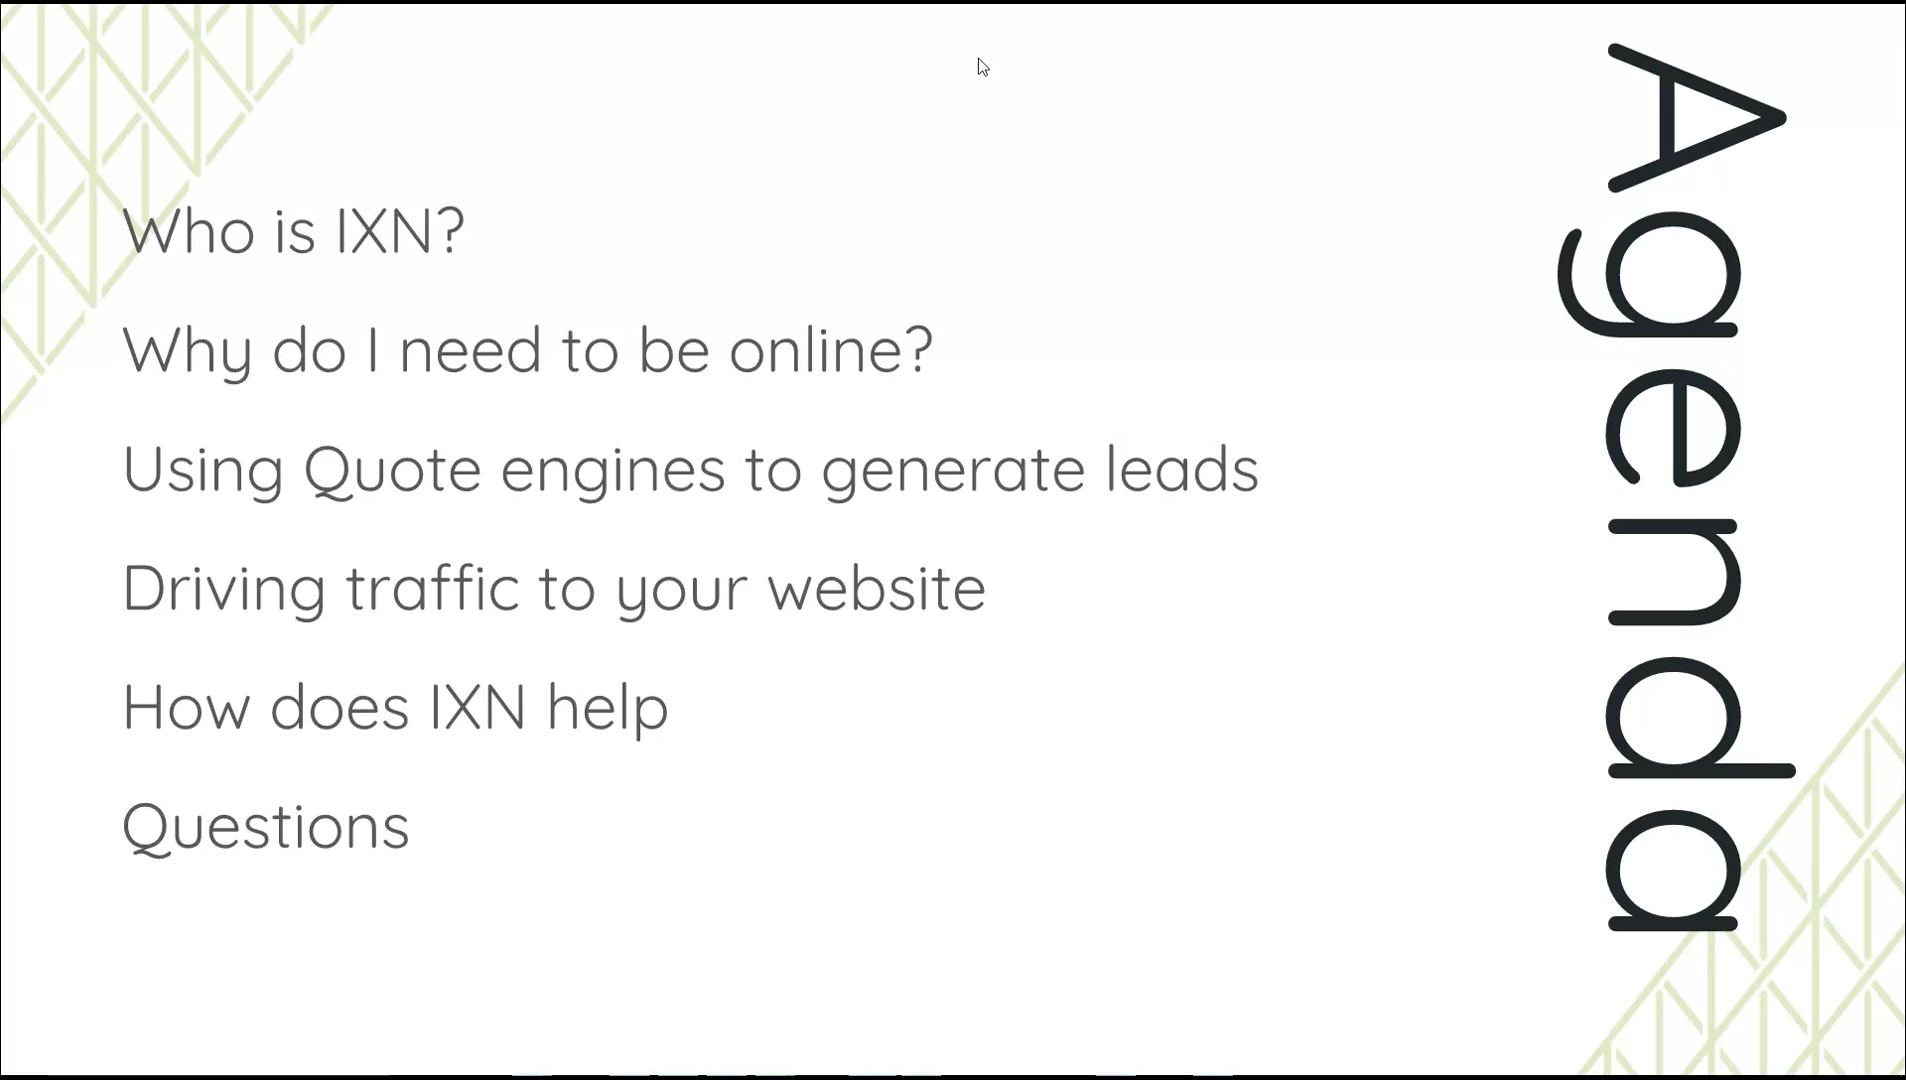 Agenda
Who is IXN?
Why do I need to be online?
Using Quote engines to generate leads
Driving traffic to your website
How does IXN help
Questions